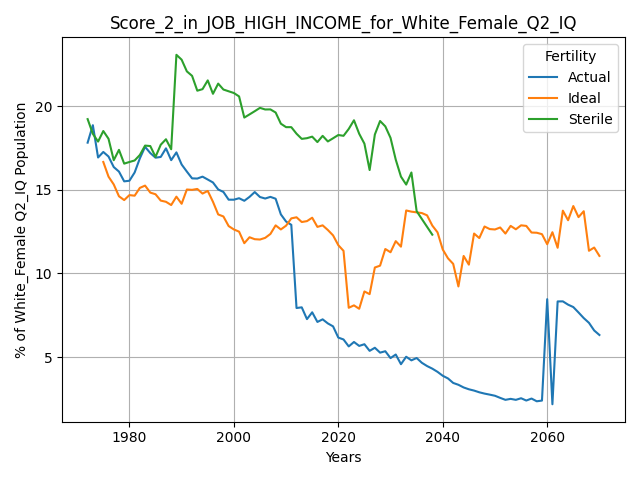 Score_2_in_JOB_HIGH_INCOME_for_White_Female_Q2_IQ
Fertility
Actual
Ideal
Sterile
% of White_Female Q2_IQ Population
20
15
10
5
1980
2000
2020
2040
2060
Years